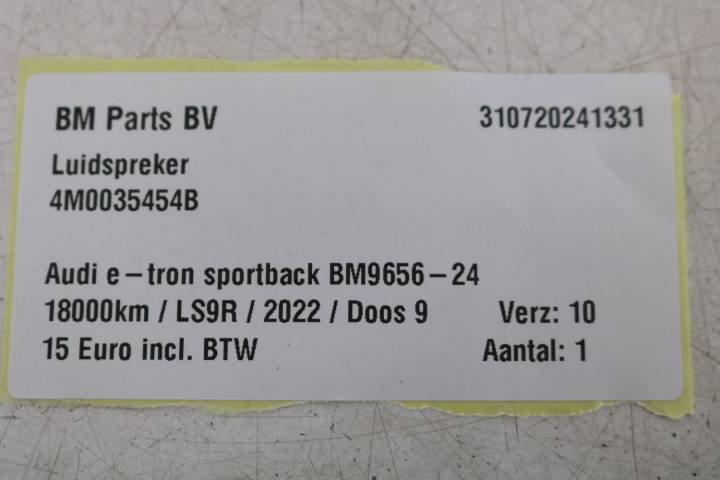 BM Parts BV 310720241331
Luidspreker
4M0035454B
Audi e-tron sportback BM9656-24
18000km / LS9R / 2022 / Doos 9 Verz: 10
15 Euro incl. BTW Aantal: 1